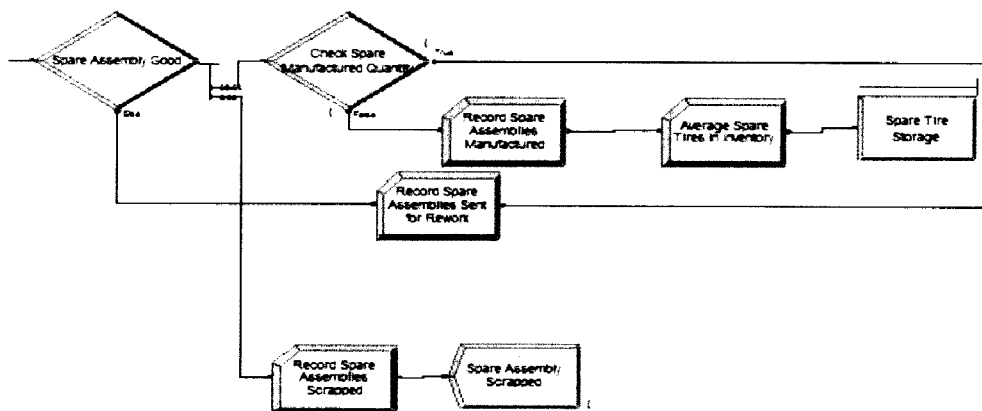 Spare Assembly Good
Else
Check Spare
Manufactured Quantity
True
False
Record Spare
Assemblies
Manufactured
Average Spare
Tires in Inventory
Spare Tire
Storage
Record Spare
Assemblies Sent
for Rework
Record Spare
Assemblies
Scrapped
Spare Assembly
Scrapped